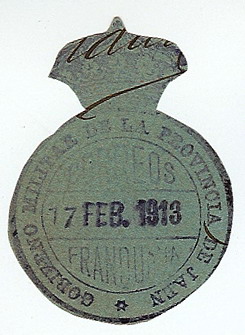 GOBIERNO MILITAR DE LA PROVINCIA DE JAEN
CORREOS
17 FEB. 1913
FRANQUICIA